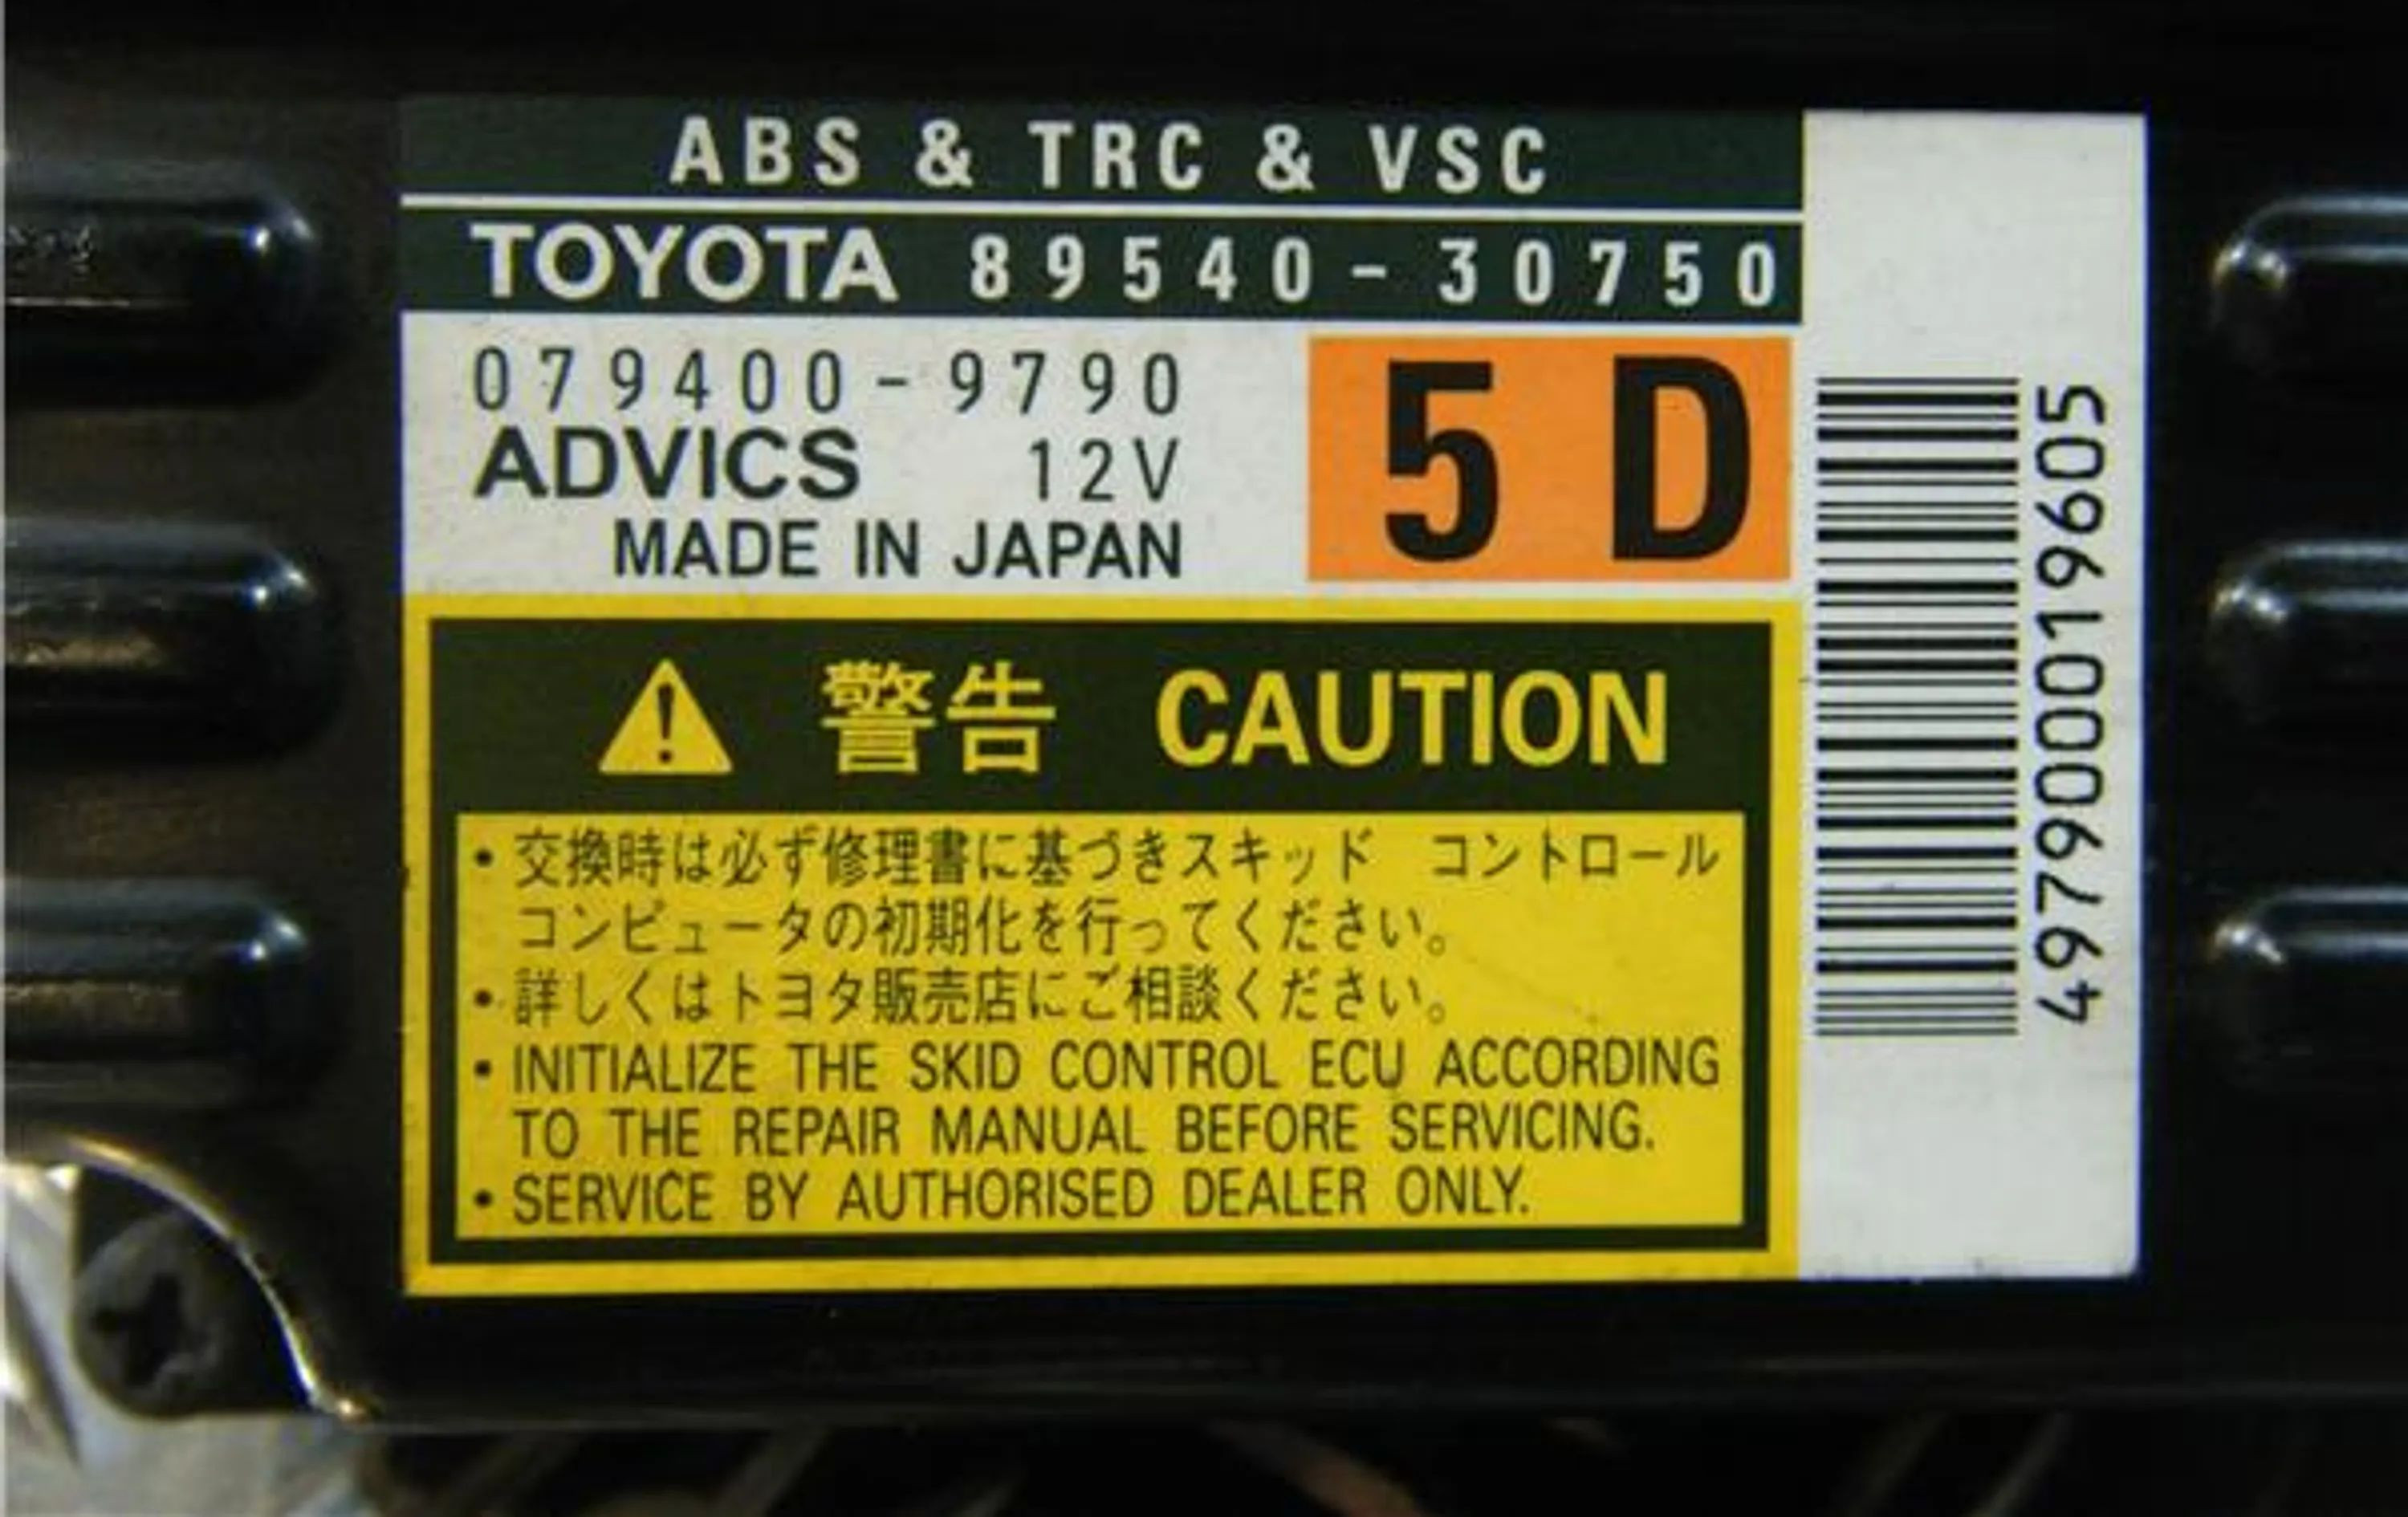 ABS & TRC & VSC
TOYOTA 89540-30750
079400-9790
ADVICS 12V
MADE IN JAPAN
5D
警告 CAUTION
・交換時は必ず修理書に基づきスキッド コントロール
コンピュータの初期化を行ってください。
・詳しくはトヨタ販売店にご相談ください。
・INITIALIZE THE SKID CONTROL ECU ACCORDING
TO THE REPAIR MANUAL BEFORE SERVICING.
・SERVICE BY AUTHORISED DEALER ONLY.
497900019605